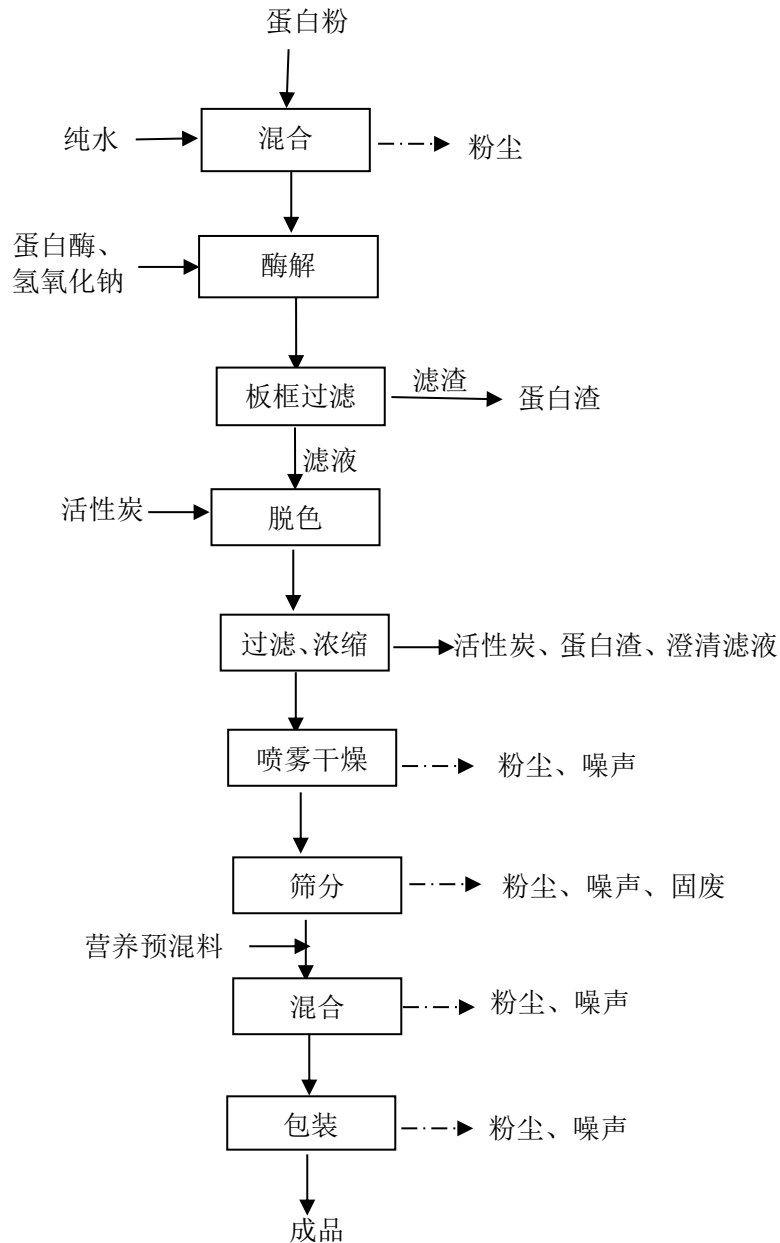 蛋白粉
纯水
混合
粉尘
蛋白酶、
氢氧化钠
酶解
板框过滤
滤渣
蛋白渣
滤液
活性炭
脱色
过滤、浓缩
活性炭、蛋白渣、澄清滤液
喷雾干燥
粉尘、噪声
筛分
粉尘、噪声、固废
营养预混料
混合
粉尘、噪声
包装
粉尘、噪声
成品